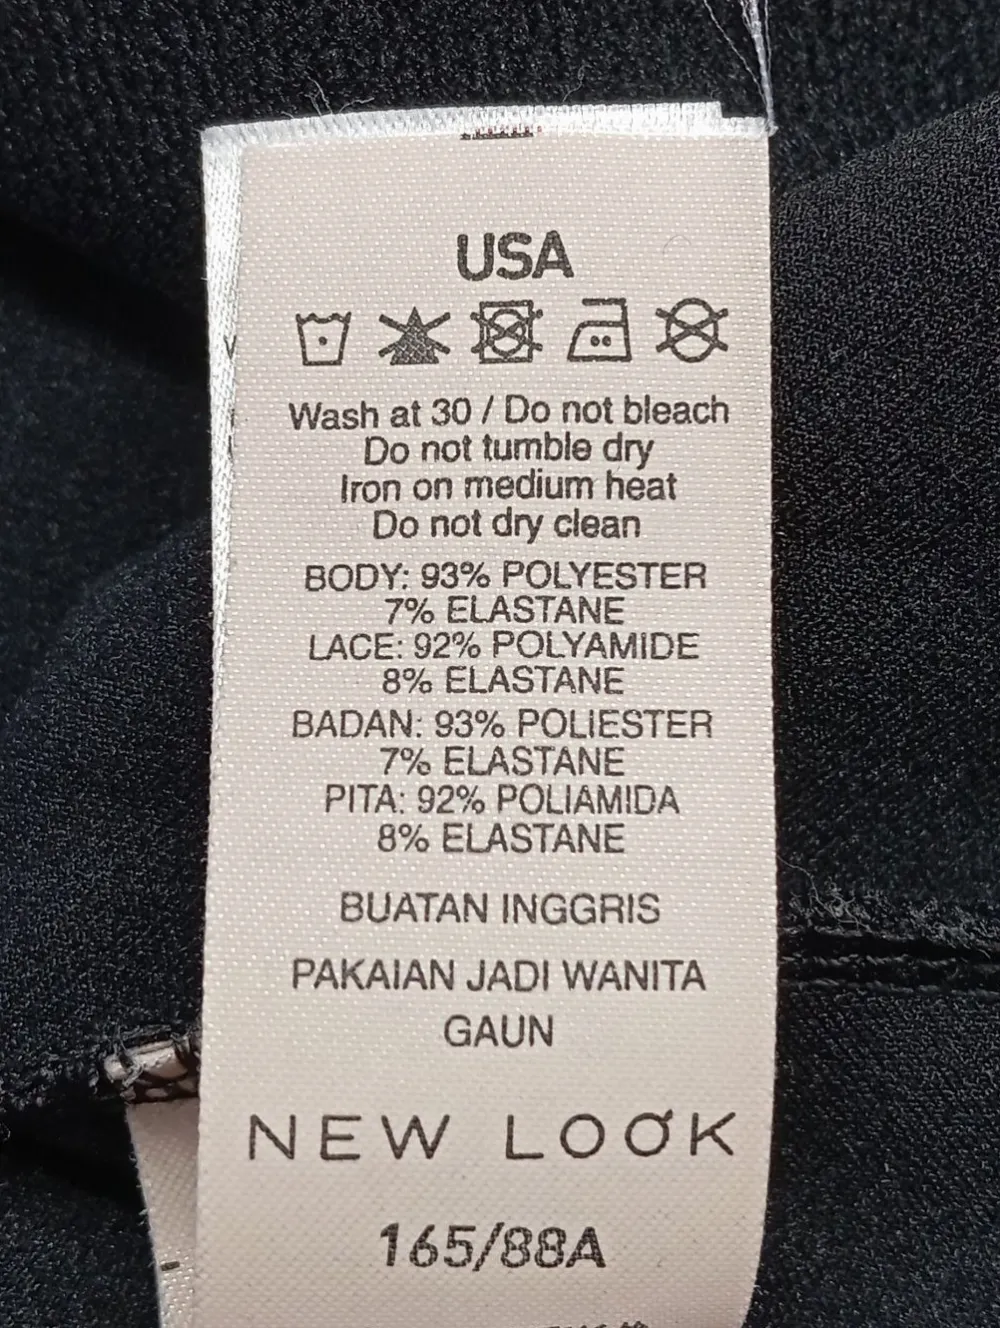 USA
Wash at 30 / Do not bleach
Do not tumble dry
Iron on medium heat
Do not dry clean
BODY: 93% POLYESTER
7% ELASTANE
LACE: 92% POLYAMIDE
8% ELASTANE
BADAN: 93% POLIESTER
7% ELASTANE
PITA: 92% POLIAMIDA
8% ELASTANE
BUATAN INGGRIS
PAKAIAN JADI WANITA
GAUN
NEW LOOK
165/88A